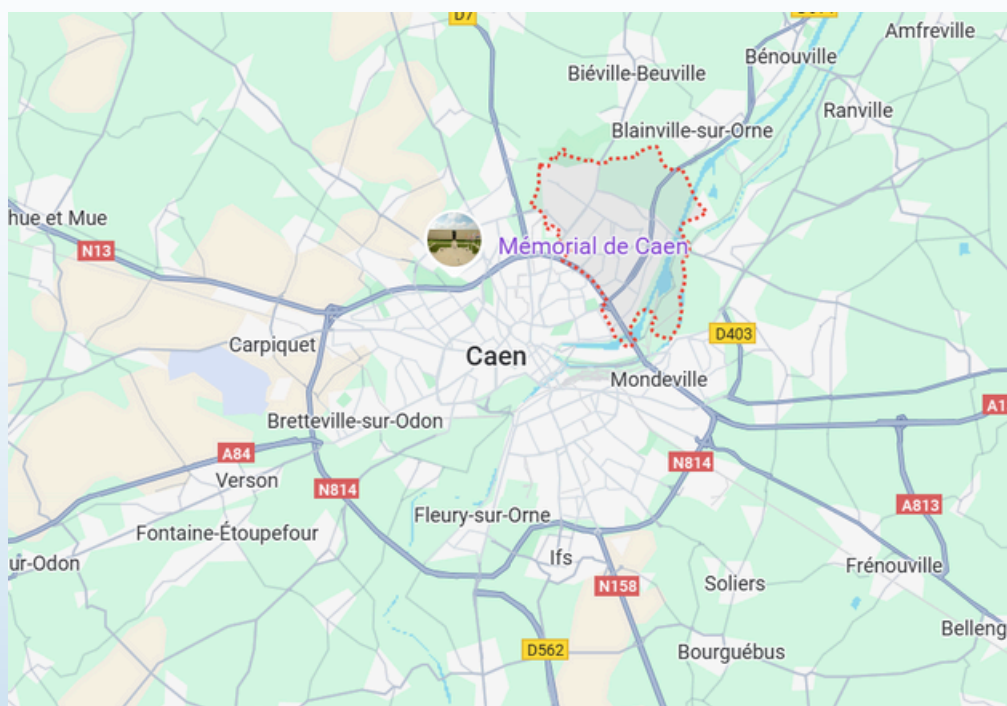 D7
Amfreville
Bénouville
Biéville-Beuville
Ranville
Blainville-sur-Orne
hue et Mue
Mémorial de Caen
N13
D403
Carpiquet
Caen
Mondeville
A1
Bretteville-sur-Odon
A84
N814
Verson
N814
A813
Fleury-sur-Orne
Fontaine-Étoupefour
ur-Odon
Ifs
Frénouville
N158
Soliers
Belleng
D562
Bourguébus